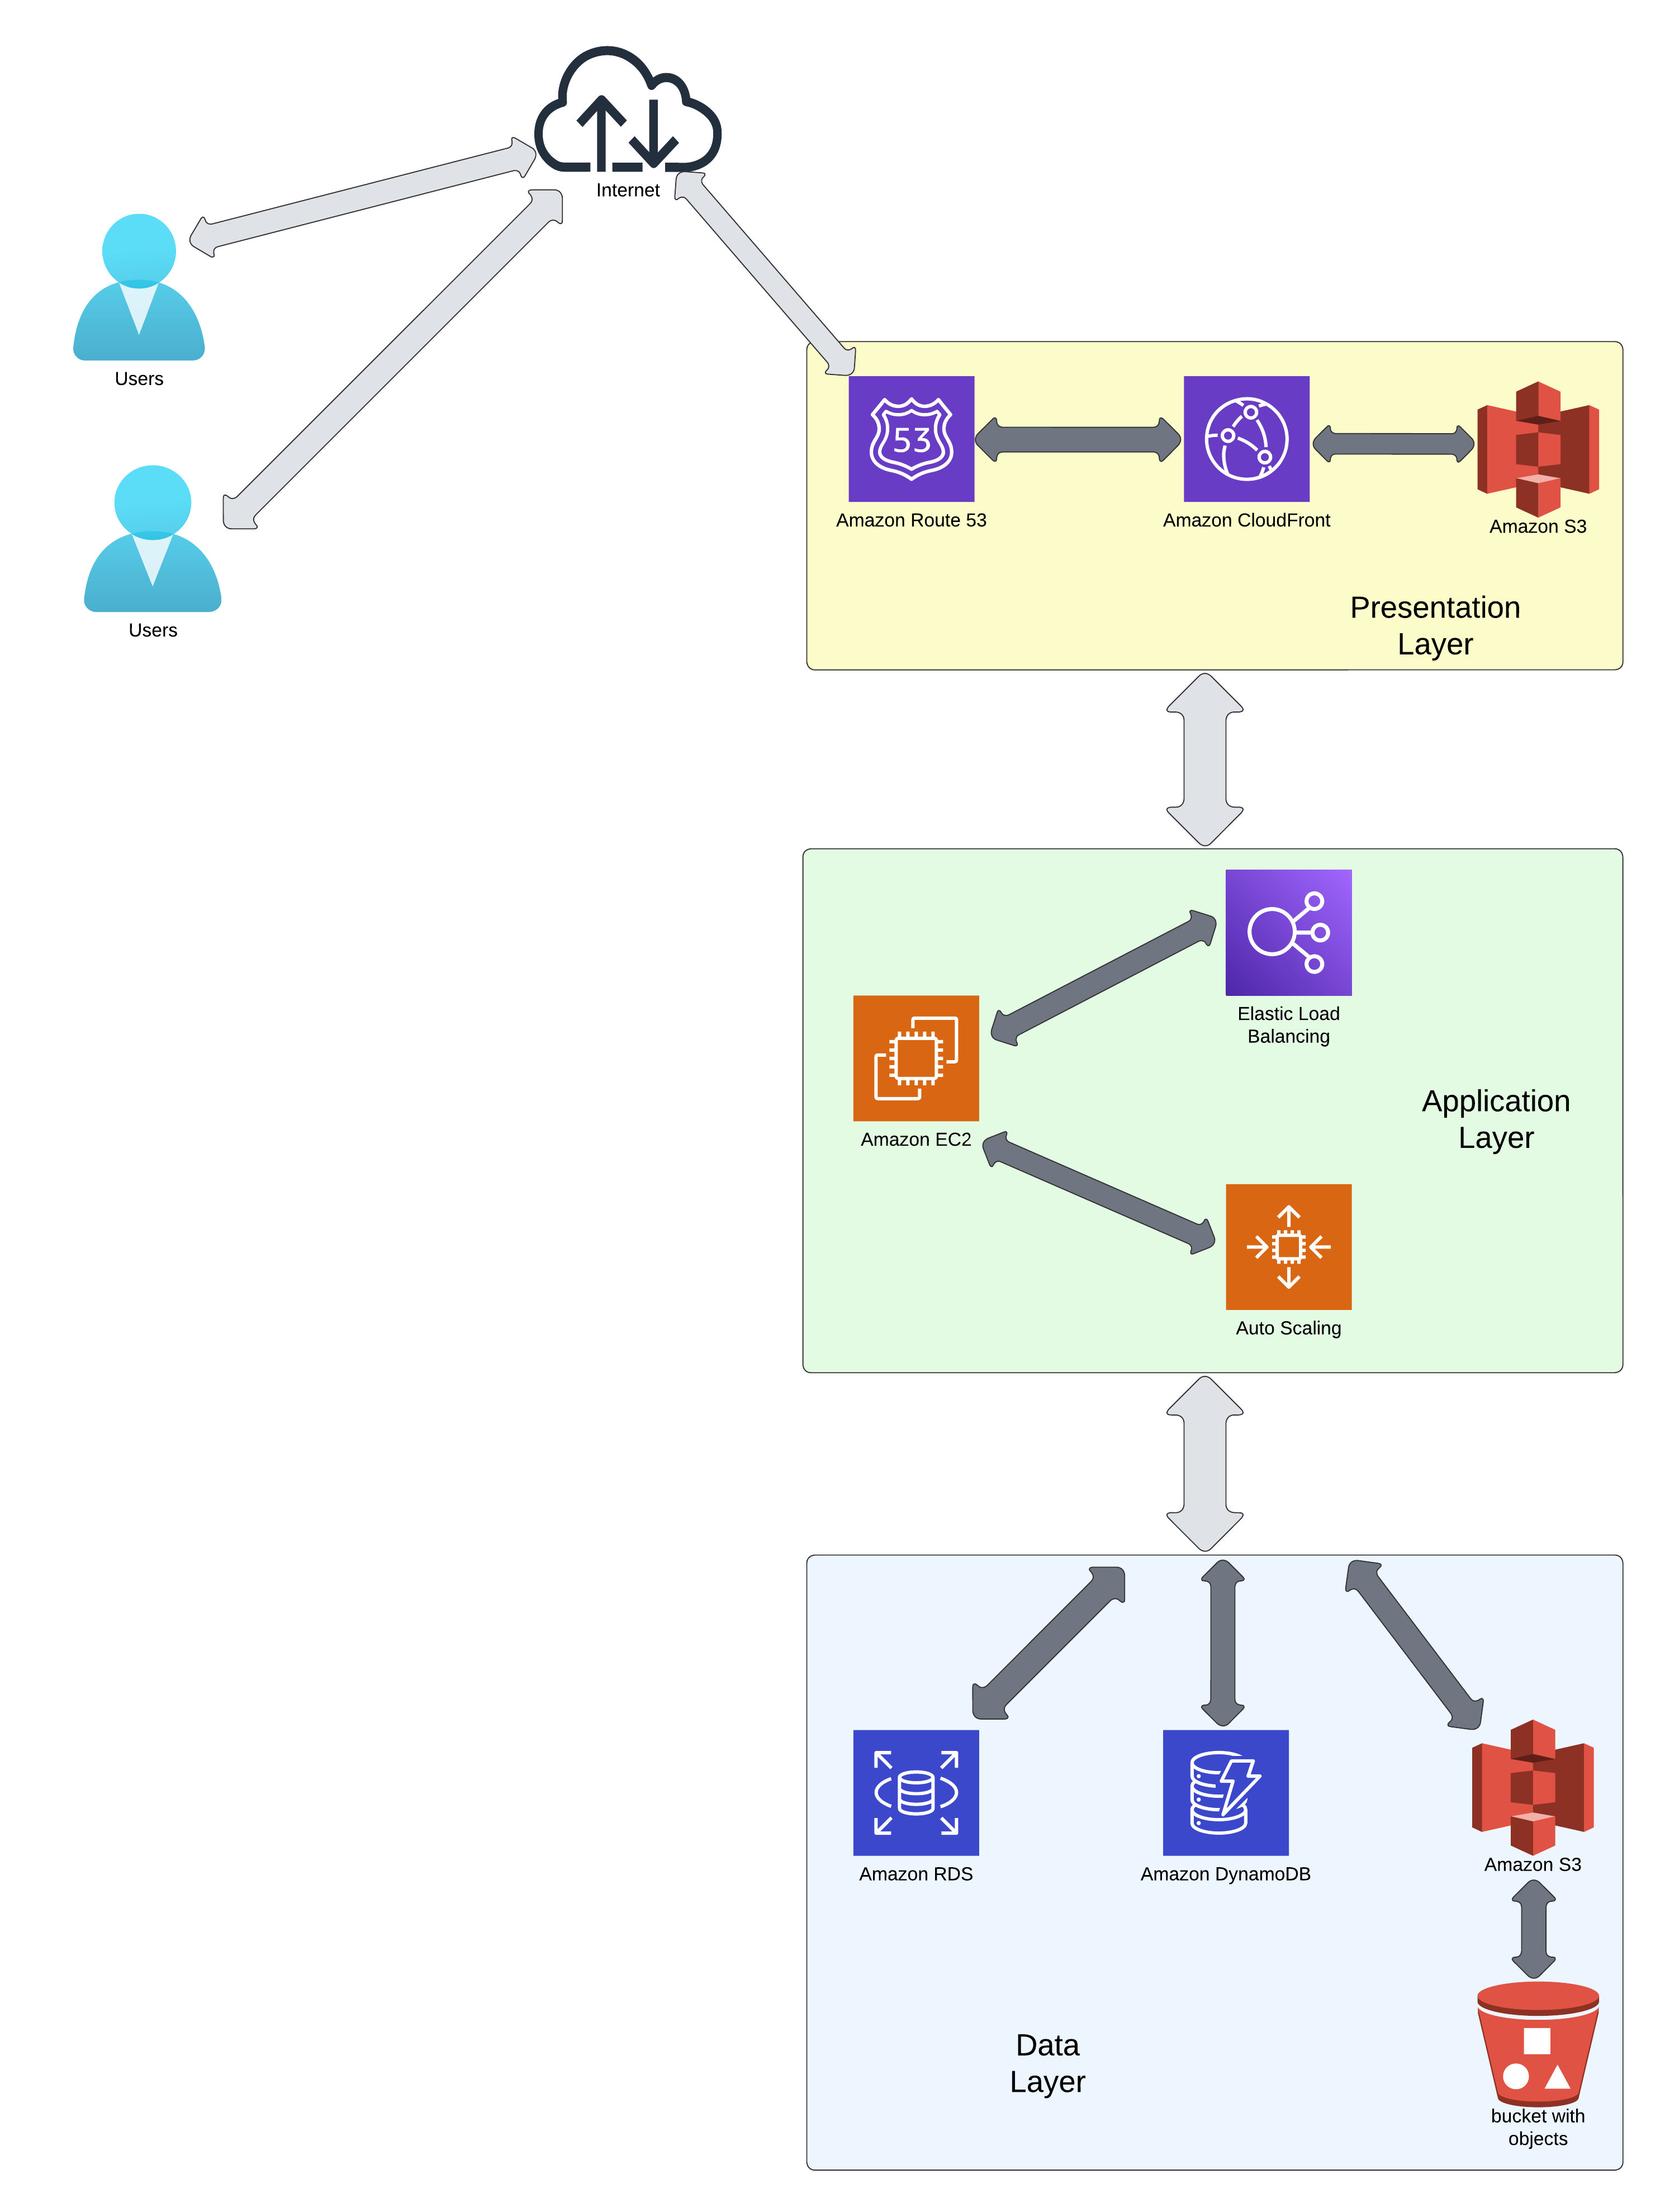 Internet
Users
Users
53
Amazon Route 53
Amazon CloudFront
Amazon S3
Presentation
Layer
Elastic Load
Balancing
Amazon EC2
Application
Layer
Auto Scaling
Amazon RDS
Amazon DynamoDB
Amazon S3
Data
Layer
bucket with
objects